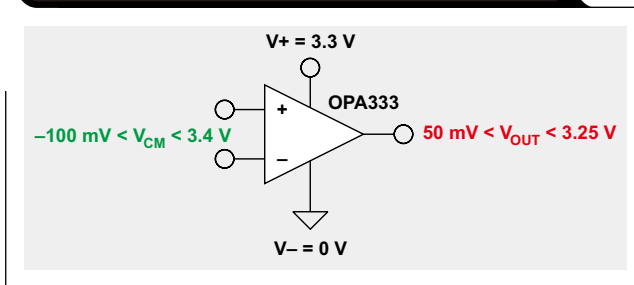 V+ = 3.3 V
OPA333
+
–100 mV < VCM < 3.4 V
50 mV < VOUT < 3.25 V
–
V– = 0 V